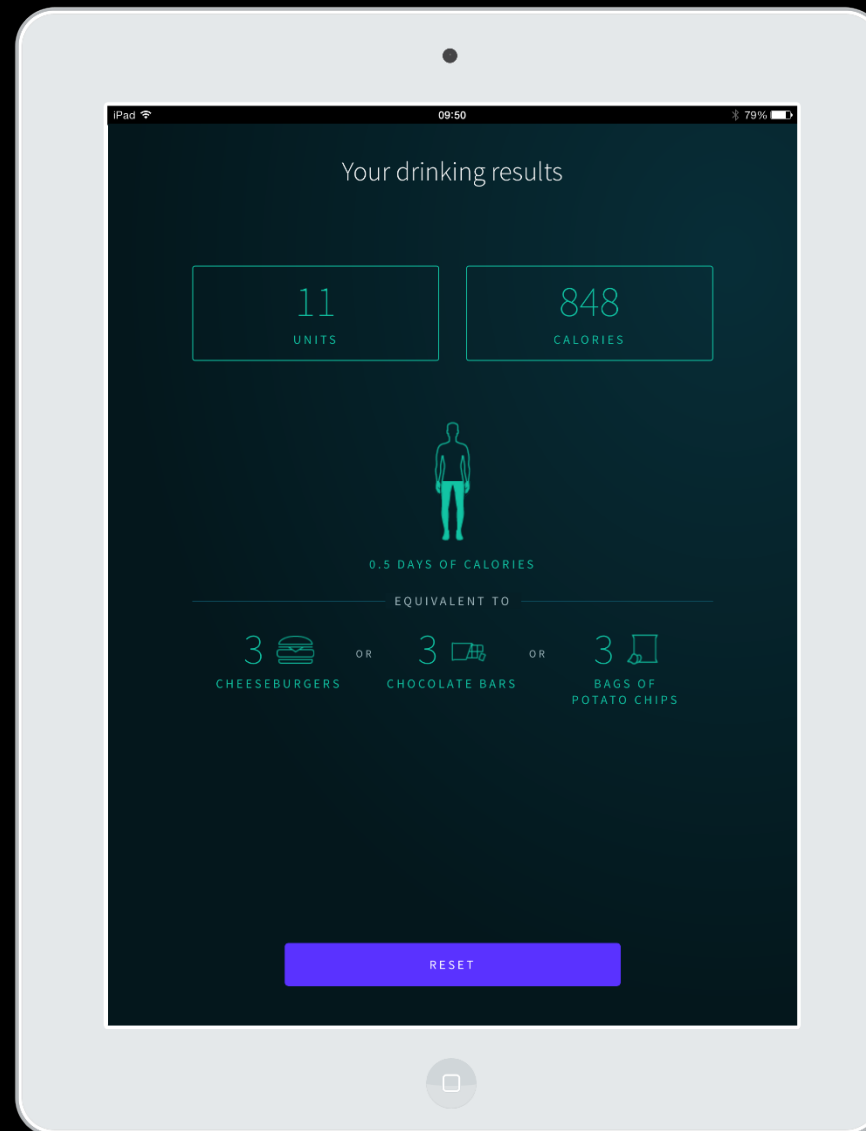 iPad 09:50 79%
Your drinking results
11 848
UNITS CALORIES
0.5 DAYS OF CALORIES
EQUIVALENT TO
3 OR 3 OR 3
CHEESEBURGERS CHOCOLATE BARS BAGS OF
POTATO CHIPS
RESET